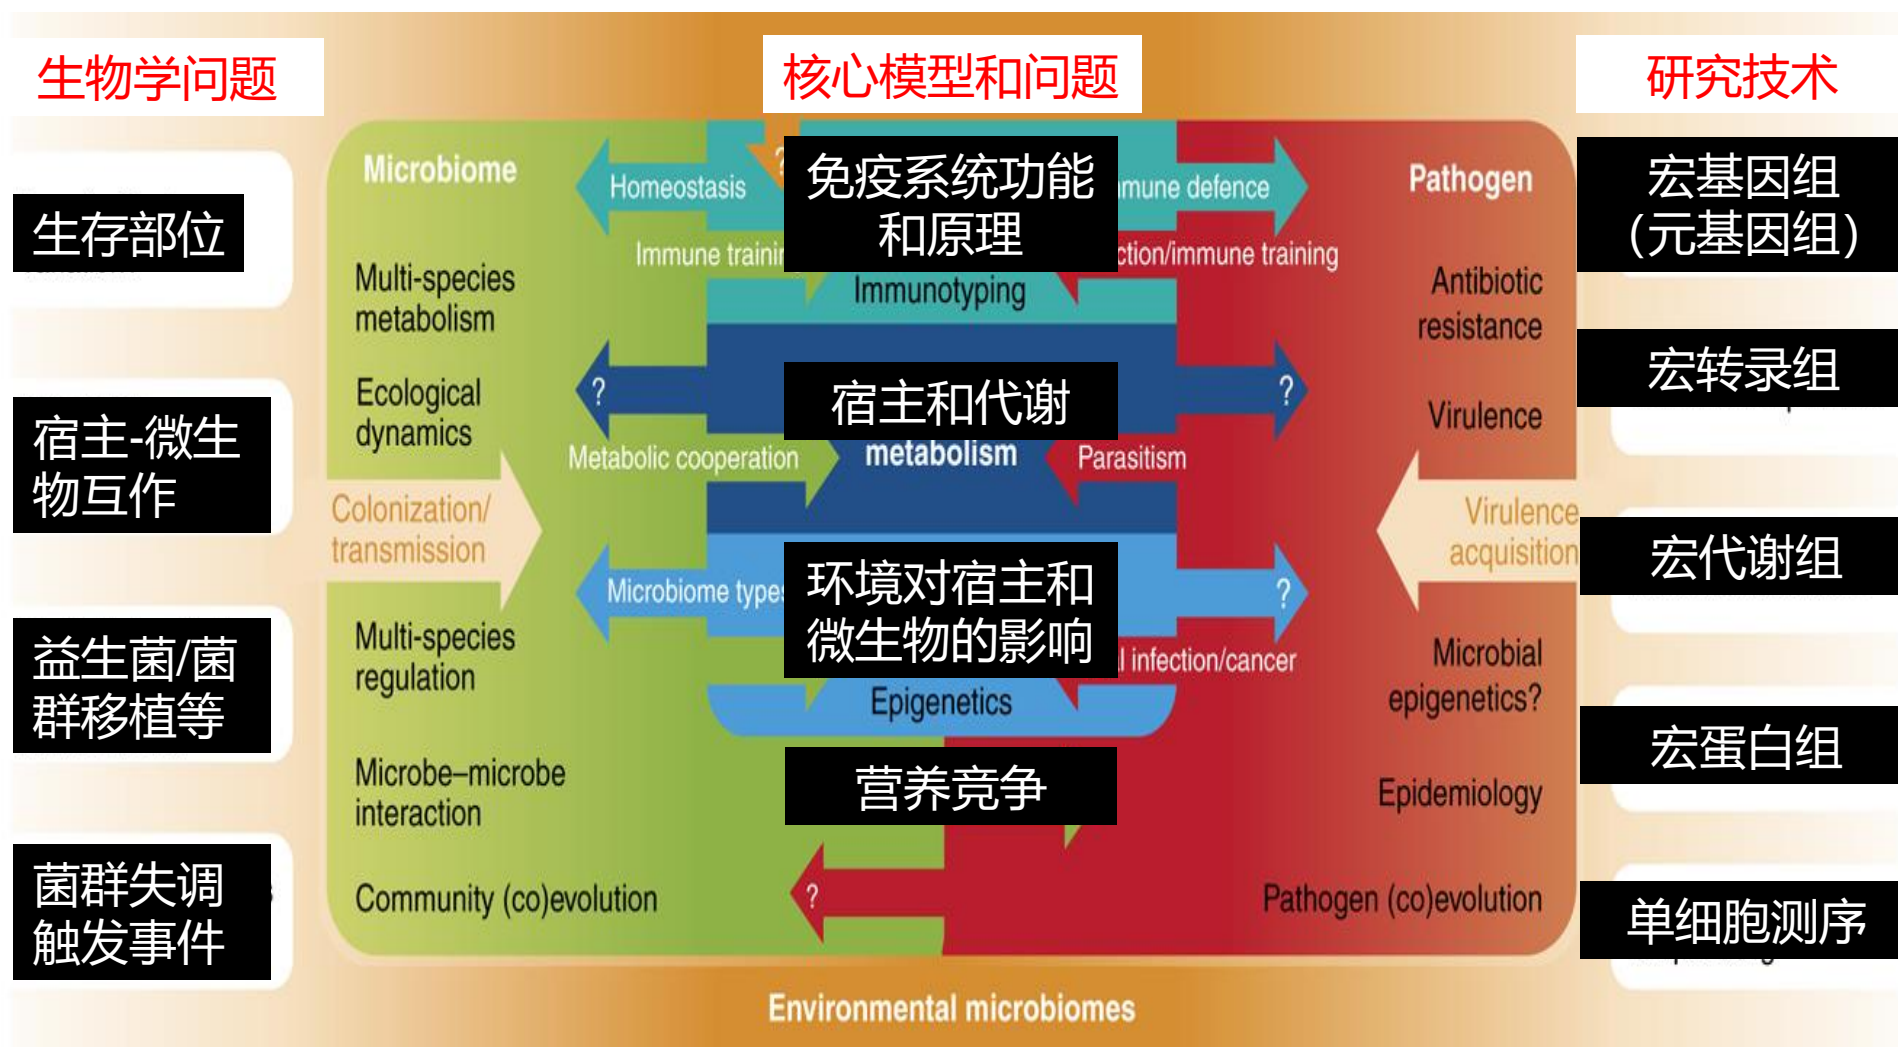 生物学问题
核心模型和问题
研究技术
生存部位
宿主-微生
物互作
益生菌/菌
群移植等
菌群失调
触发事件
Microbiome
Multi-species
metabolism
Ecological
dynamics
Colonization/
transmission
Multi-species
regulation
Microbe–microbe
interaction
Community (co)evolution
?
Homeostasis
免疫系统功能
和原理
defence
Immune
training
Immunotyping
?
宿主和代谢
?
Metabolic cooperation
metabolism
Parasitism
Microbiome types
环境对宿主和
微生物的影响
?
infection/cancer
Epigenetics
营养竞争
?
Pathogen
Antibiotic
resistance
Virulence
Virulence
acquisition
Microbial
epigenetics?
Epidemiology
Pathogen (co)evolution
宏基因组
（元基因组）
宏转录组
宏代谢组
宏蛋白组
单细胞测序
Environmental microbiomes